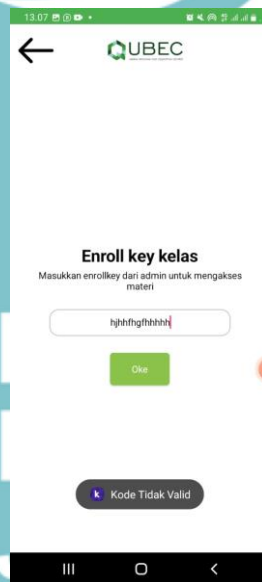 13.07
QUBEC
Enroll key kelas
Masukkan enrollkey dari admin untuk mengakses
materi
hjhhfhgfhhhhh
Oke
k Kode Tidak Valid